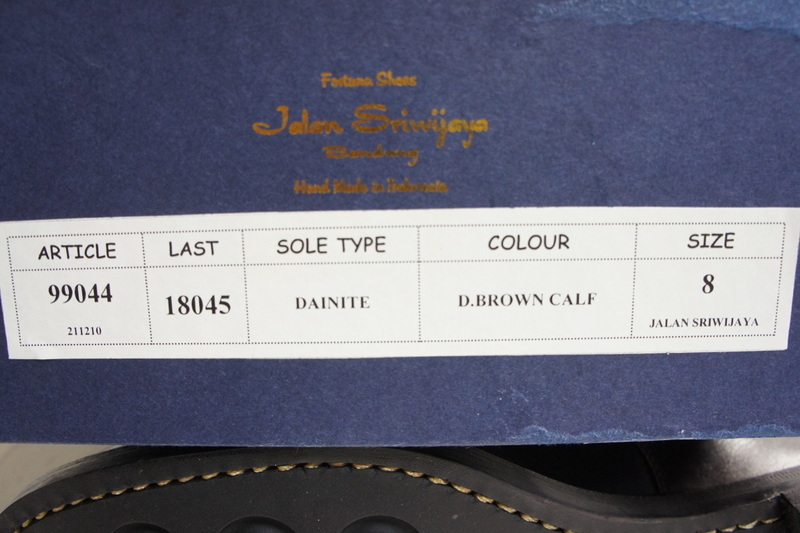 Fortuna Shoes
Jalan Sriwijaya
Bandung
Hand Made in Indonesia
ARTICLE LAST SOLE TYPE COLOUR SIZE
99044 18045 DAINITE D.BROWN CALF 8
211210 JALAN SRIWIJAYA